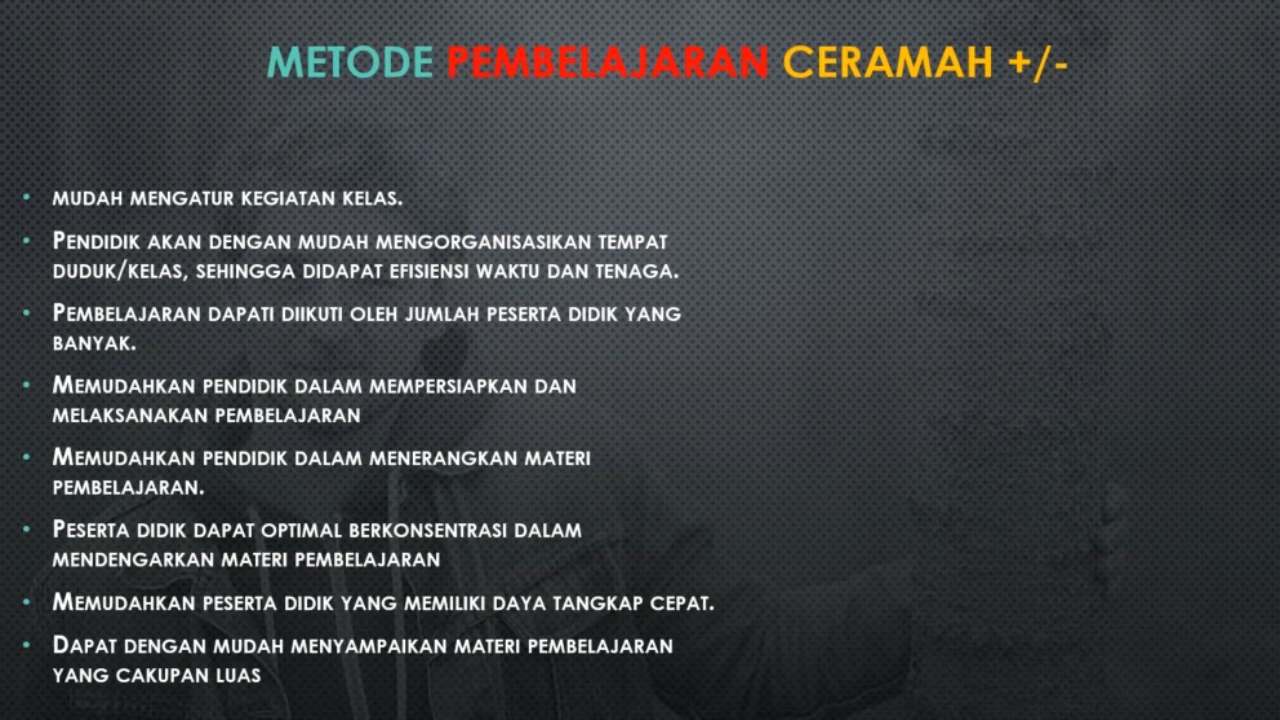 METODE PEMBELAJARAN CERAMAH +/-
• MUDAH MENGATUR KEGIATAN KELAS.
• PENDIDIK AKAN DENGAN MUDAH MENGORGANISASIKAN TEMPAT
DUDUK/KELAS, SEHINGGA DIDAPAT EFISIENSI WAKTU DAN TENAGA.
• PEMBELAJARAN DAPATI DIIKUTI OLEH JUMLAH PESERTA DIDIK YANG
BANYAK.
• MEMUDAHKAN PENDIDIK DALAM MEMPERSIAPKAN DAN
MELAKSANAKAN PEMBELAJARAN
• MEMUDAHKAN PENDIDIK DALAM MENERANGKAN MATERI
PEMBELAJARAN.
• PESERTA DIDIK DAPAT OPTIMAL BERKONSENTRASI DALAM
MENDENGARKAN MATERI PEMBELAJARAN
• MEMUDAHKAN PESERTA DIDIK YANG MEMILIKI DAYA TANGKAP CEPAT.
• DAPAT DENGAN MUDAH MENYAMPAIKAN MATERI PEMBELAJARAN
YANG CAKUPAN LUAS